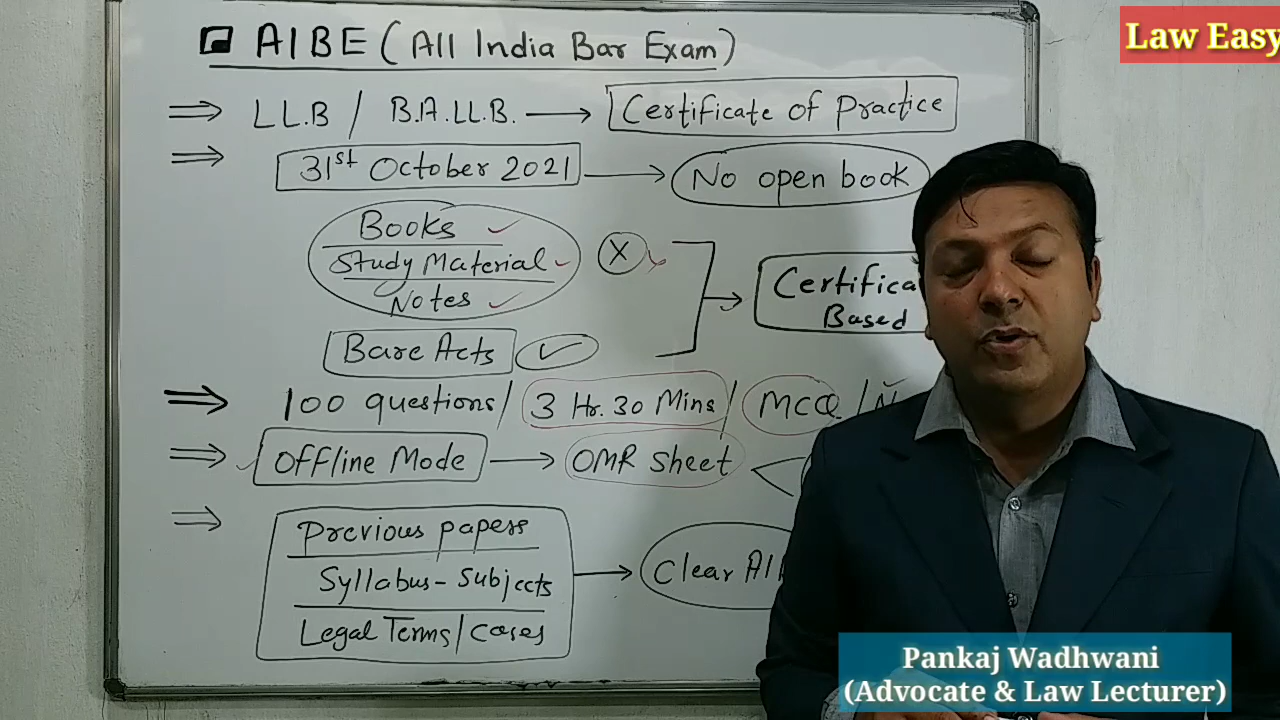 Law Easy
AIBE (All India Bar Exam)
⇒ LL.B / B.A.LL.B. → Certificate of Practice
⇒ 31st October 2021 → No open book
Books ✓
Study Material ✓
Notes ✓
X
Bare Acts ✓
Based
⇒ 100 questions / 3 Hr. 30 Mins / MCQ /
⇒ Offline Mode → OMR Sheet
⇒ Previous papers
Syllabus - Subjects
Legal Terms / Cases
→ Clear
Pankaj Wadhwani
(Advocate & Law Lecturer)